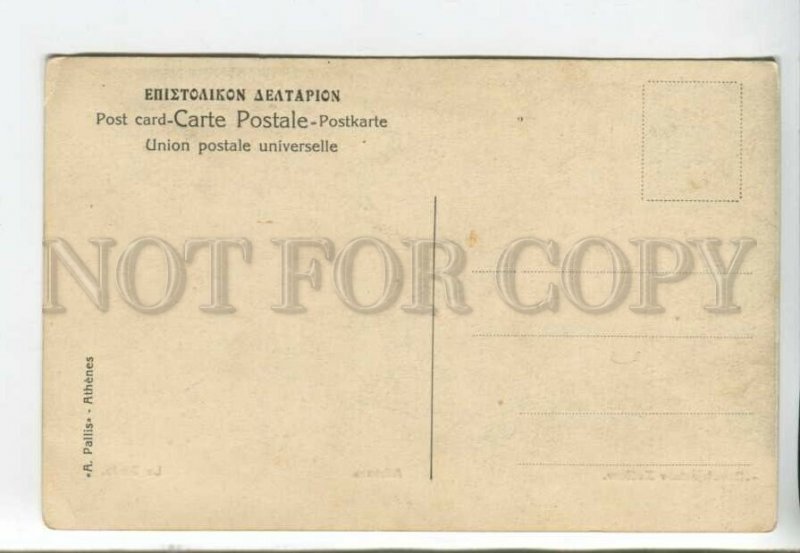 ΕΠΙΣΤΟΛΙΚΟΝ ΔΕΛΤΑΡΙΟΝ
Post card-Carte Postale-Postkarte
Union postale universelle
NOT FOR COPY
«A. Pallis» - Athènes